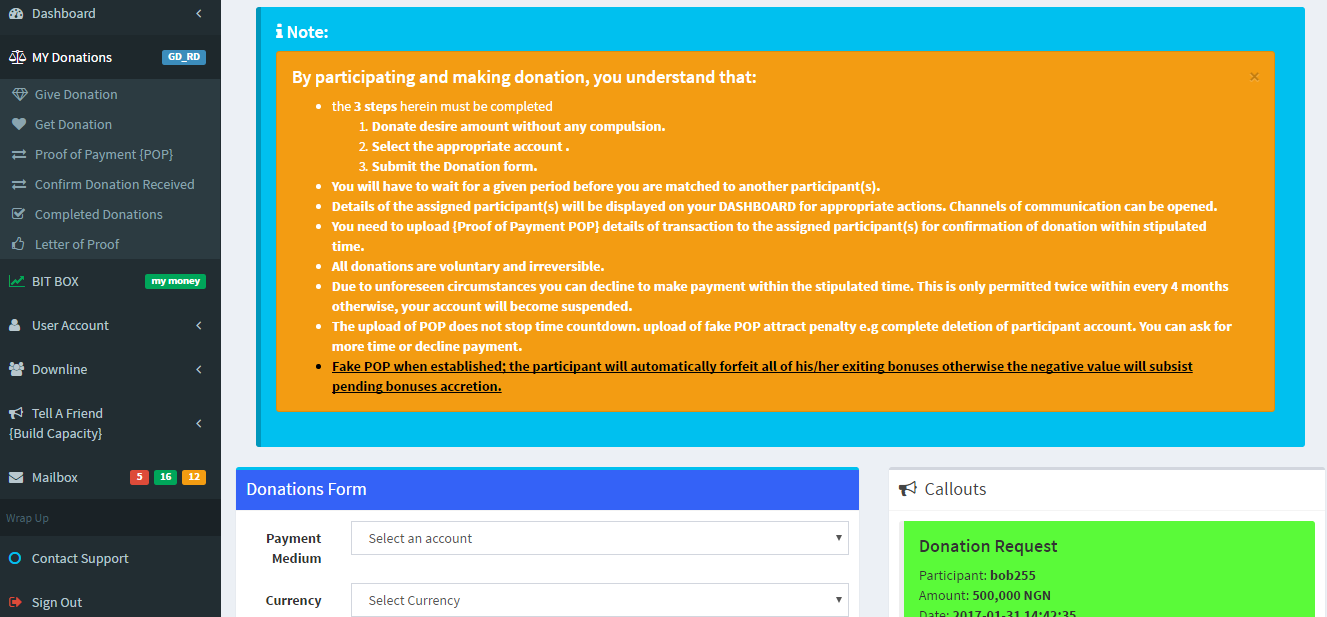 Dashboard
MY Donations GD_RD
Give Donation
Get Donation
Proof of Payment {POP}
Confirm Donation Received
Completed Donations
Letter of Proof
BIT BOX my money
User Account
Downline
Tell A Friend
{Build Capacity}
Mailbox 5 16 12
Wrap Up
Contact Support
Sign Out
Note:
By participating and making donation, you understand that: ×
• the 3 steps herein must be completed
1. Donate desire amount without any compulsion.
2. Select the appropriate account .
3. Submit the Donation form.
• You will have to wait for a given period before you are matched to another participant(s).
• Details of the assigned participant(s) will be displayed on your DASHBOARD for appropriate actions. Channels of communication can be opened.
• You need to upload {Proof of Payment POP} details of transaction to the assigned participant(s) for confirmation of donation within stipulated
time.
• All donations are voluntary and irreversible.
• Due to unforeseen circumstances you can decline to make payment within the stipulated time. This is only permitted twice within every 4 months
otherwise, your account will become suspended.
• The upload of POP does not stop time countdown. upload of fake POP attract penalty e.g complete deletion of participant account. You can ask for
more time or decline payment.
• Fake POP when established; the participant will automatically forfeit all of his/her exiting bonuses otherwise the negative value will subsist
pending bonuses accretion.
Donations Form
Payment
Medium
Select an account
Currency
Select Currency
Callouts
Donation Request
Participant: bob255
Amount: 500,000 NGN
Date: 2017-01-31 14:42:35